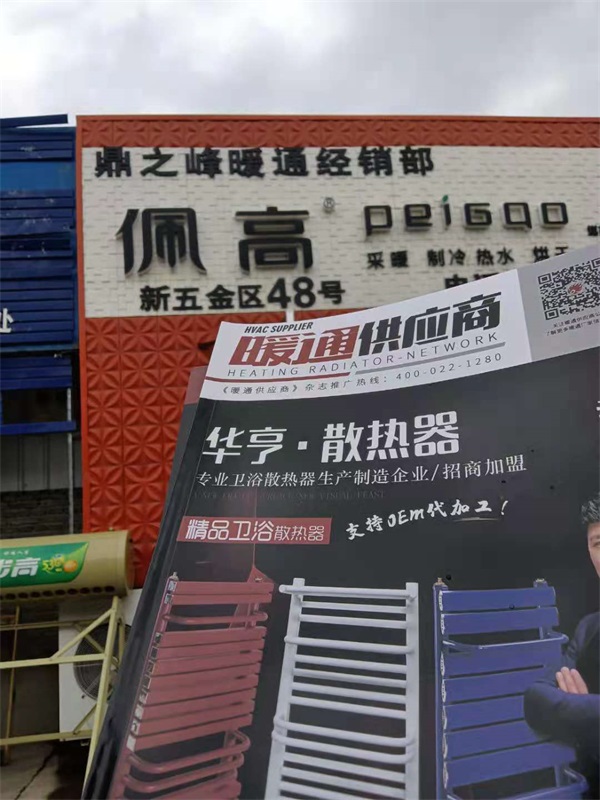 鼎之峰暖通经销部
佩高® peigao
采暖 制冷 热水 烘干
新五金区48号
HVAC SUPPLIER
暖通供应商
HEATING RADIATOR-NETWORK
《暖通供应商》杂志推广热线：400-022-1280
华亨·散热器
专业卫浴散热器生产制造企业/招商加盟
精品卫浴散热器
支持OEM代加工！